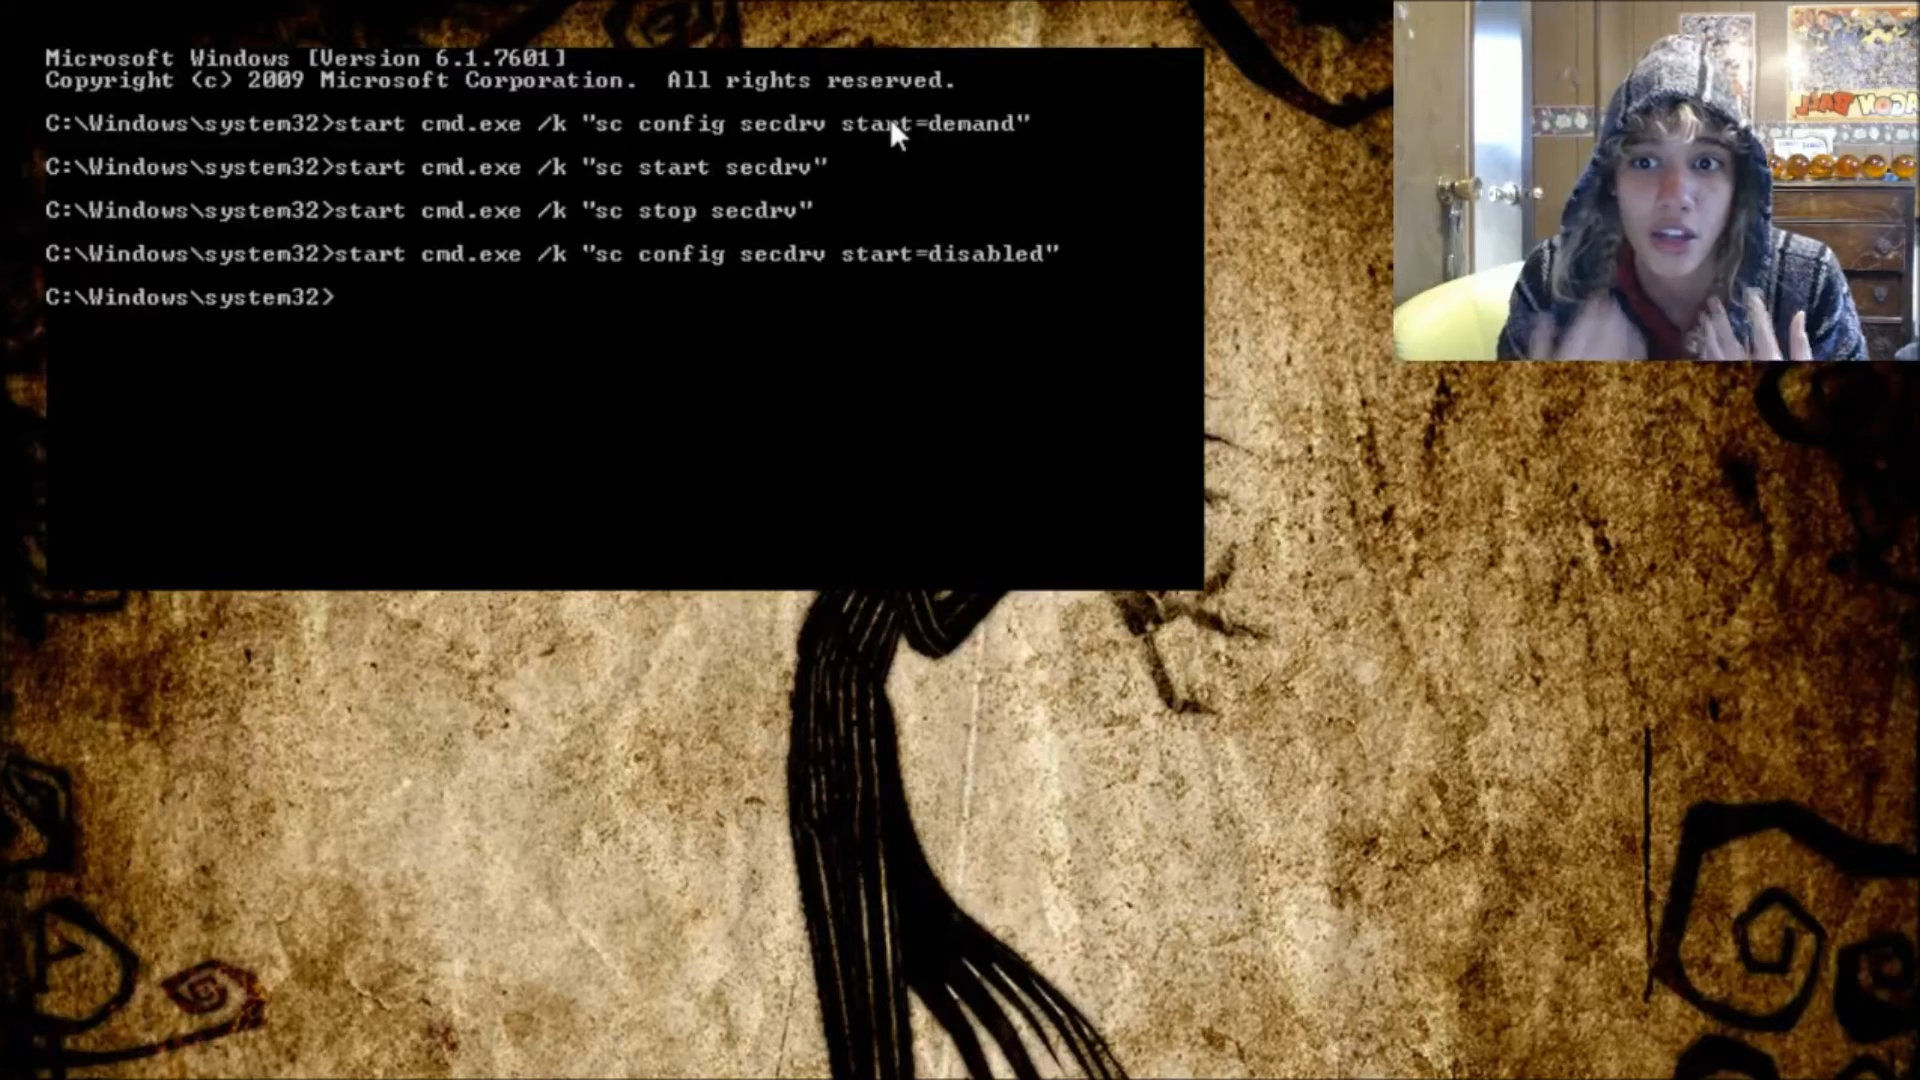 Microsoft Windows [Version 6.1.7601]
Copyright (c) 2009 Microsoft Corporation.  All rights reserved.
C:\Windows\system32>start cmd.exe /k "sc config secdrv start=demand"
C:\Windows\system32>start cmd.exe /k "sc start secdrv"
C:\Windows\system32>start cmd.exe /k "sc stop secdrv"
C:\Windows\system32>start cmd.exe /k "sc config secdrv start=disabled"
C:\Windows\system32>